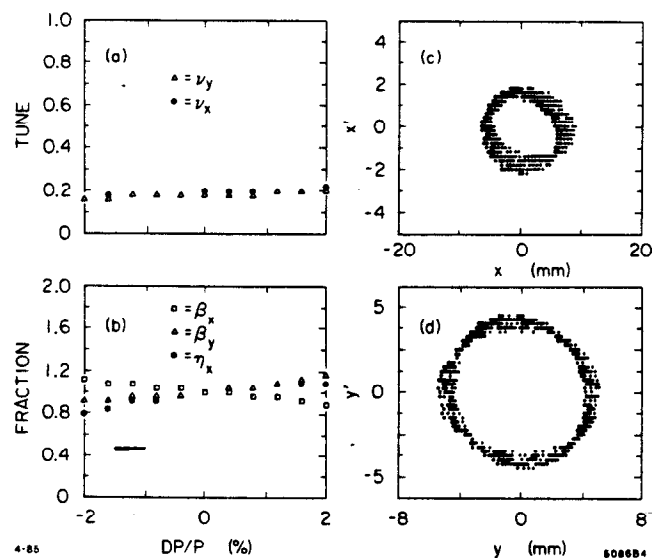 1.0
(a)
△ = νy
● = νx
0.8
0.6
0.4
0.2
0
TUNE
5
(c)
2
0
-2
-5
x'
-20
0
20
x (mm)
2.0
(b)
□ = βx
▲ = βy
● = ηx
1.6
1.2
0.8
0.4
0
FRACTION
-2
0
2
DP/P (%)
5
(d)
0
-5
y'
-8
0
8
y (mm)
4-85
5086B4